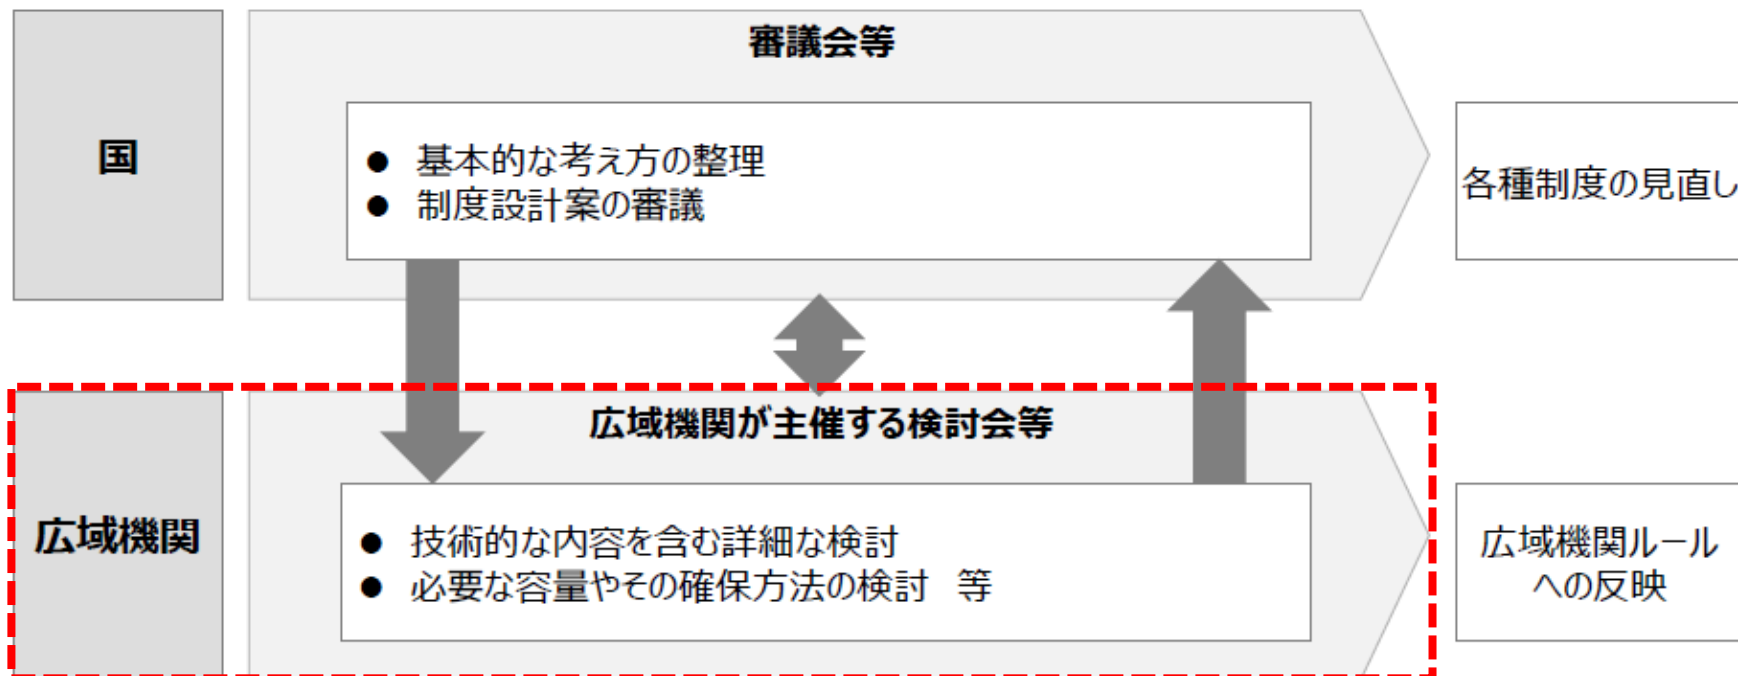 審議会等
国
● 基本的な考え方の整理
● 制度設計案の審議
各種制度の見直し
広域機関が主催する検討会等
広域機関
● 技術的な内容を含む詳細な検討
● 必要な容量やその確保方法の検討　等
広域機関ルール
への反映